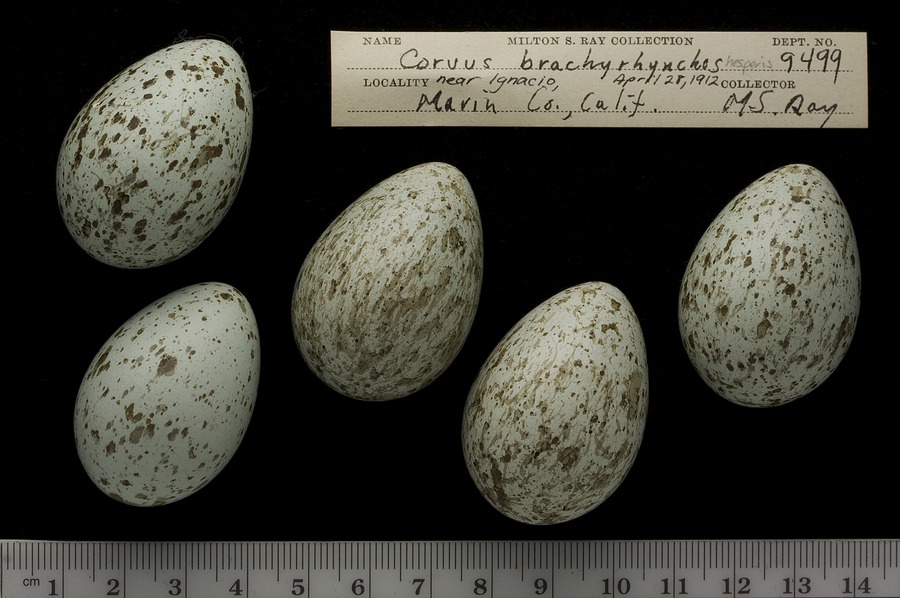 NAME MILTON S. RAY COLLECTION DEPT. NO.
Corvus brachyrhynchos hesperis 9499
LOCALITY near Ignacio, April 28, 1912 COLLECTOR
Marin Co., Calif. M.S. Ray
cm 1 2 3 4 5 6 7 8 9 10 11 12 13 14